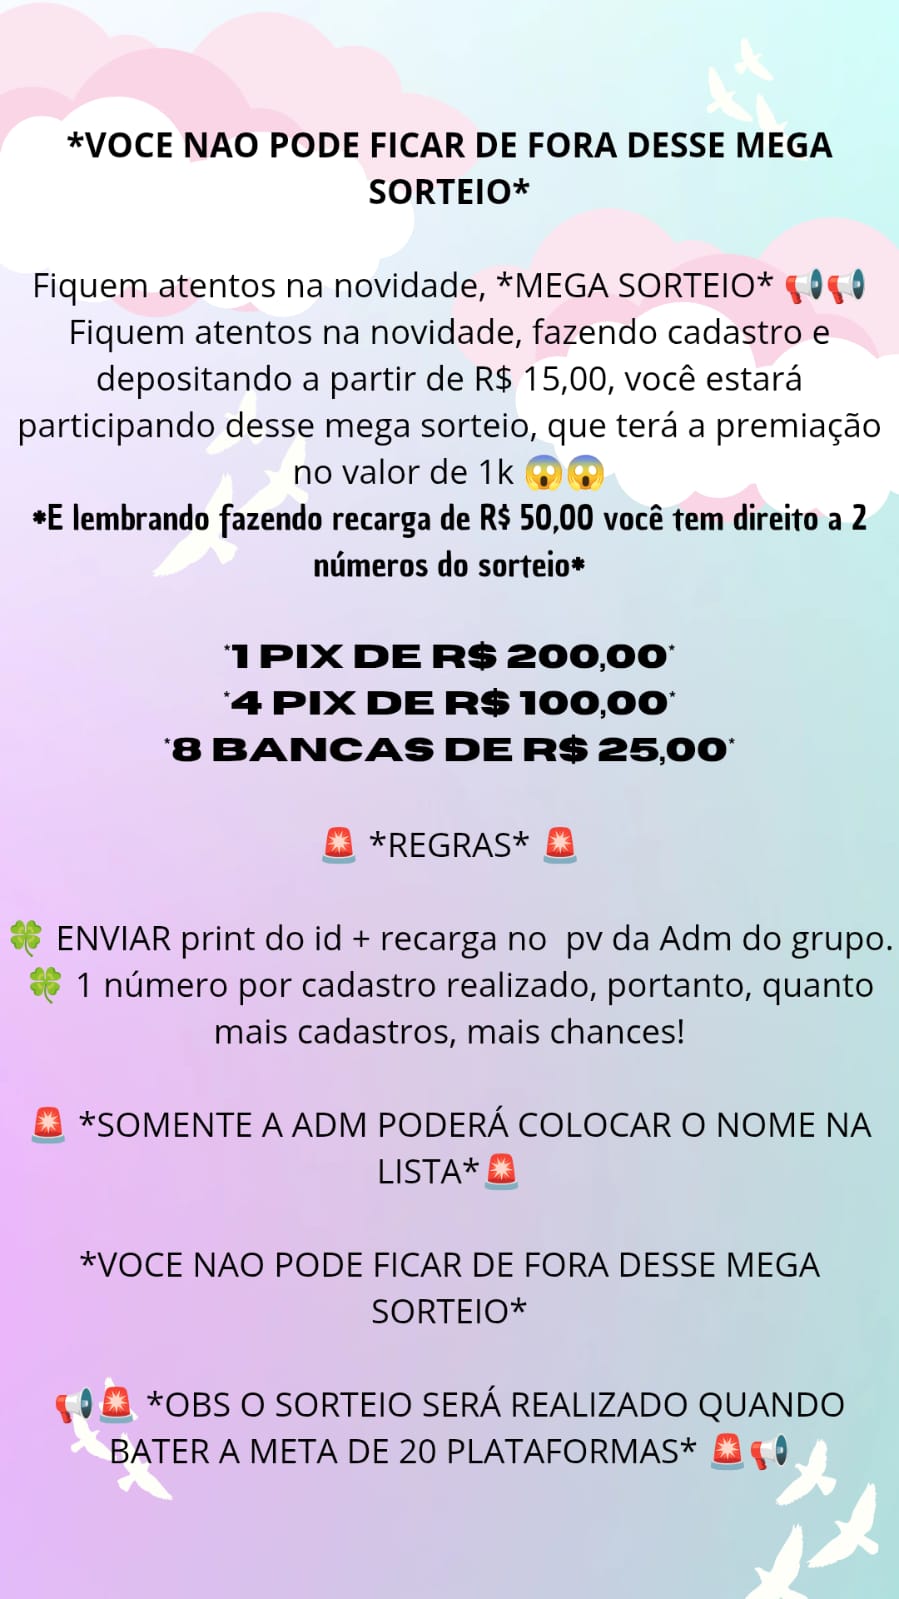 *VOCE NAO PODE FICAR DE FORA DESSE MEGA
SORTEIO*
Fiquem atentos na novidade, *MEGA SORTEIO* 📢📢
Fiquem atentos na novidade, fazendo cadastro e
depositando a partir de R$ 15,00, você estará
participando desse mega sorteio, que terá a premiação
no valor de 1k 😱😱
*E lembrando fazendo recarga de R$ 50,00 você tem direito a 2
números do sorteio*
*1 PIX DE R$ 200,00*
*4 PIX DE R$ 100,00*
*8 BANCAS DE R$ 25,00*
🚨 *REGRAS* 🚨
🍀 ENVIAR print do id + recarga no pv da Adm do grupo.
🍀 1 número por cadastro realizado, portanto, quanto
mais cadastros, mais chances!
🚨 *SOMENTE A ADM PODERÁ COLOCAR O NOME NA
LISTA*🚨
*VOCE NAO PODE FICAR DE FORA DESSE MEGA
SORTEIO*
📢🚨 *OBS O SORTEIO SERÁ REALIZADO QUANDO
BATER A META DE 20 PLATAFORMAS* 🚨📢